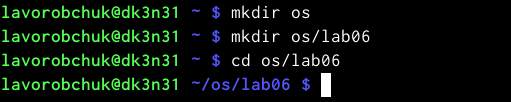 lavorobchuk@dk3n31 ~ $ mkdir os
lavorobchuk@dk3n31 ~ $ mkdir os/lab06
lavorobchuk@dk3n31 ~ $ cd os/lab06
lavorobchuk@dk3n31 ~/os/lab06 $